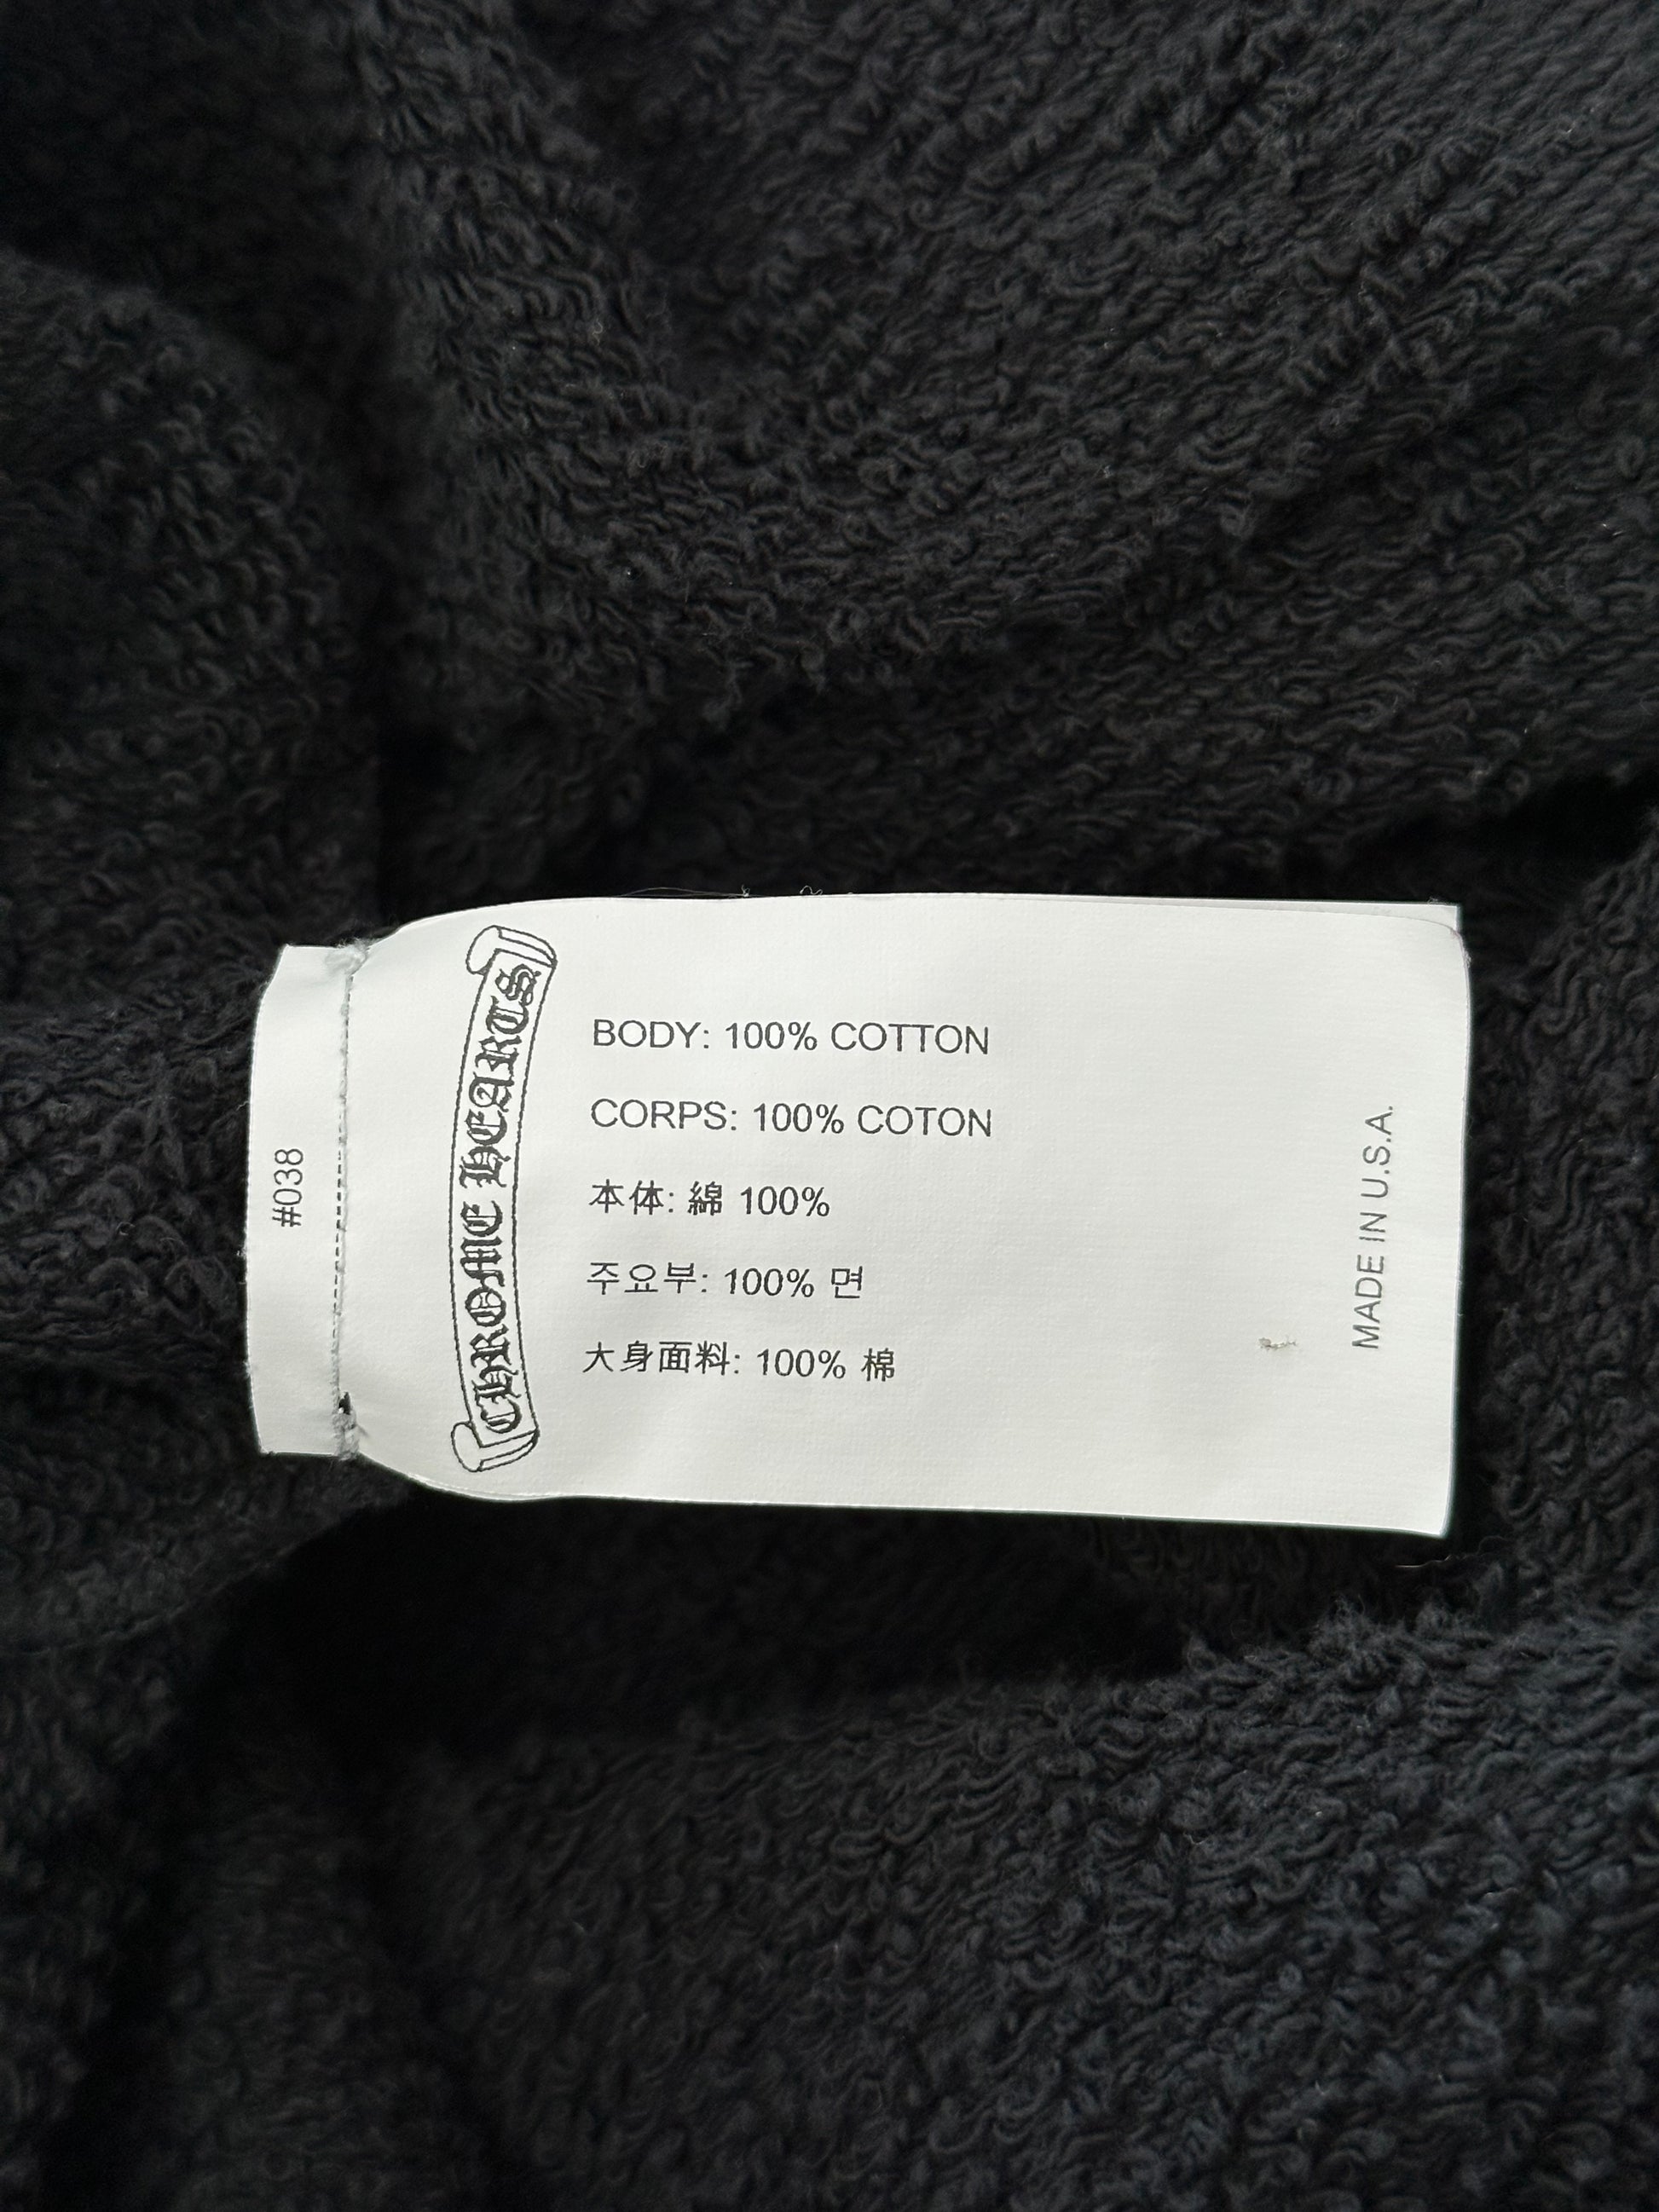 #038
CHROME HEARTS
BODY: 100% COTTON
CORPS: 100% COTON
本体: 綿 100%
주요부: 100% 면
大身面料: 100% 棉
MADE IN U.S.A.